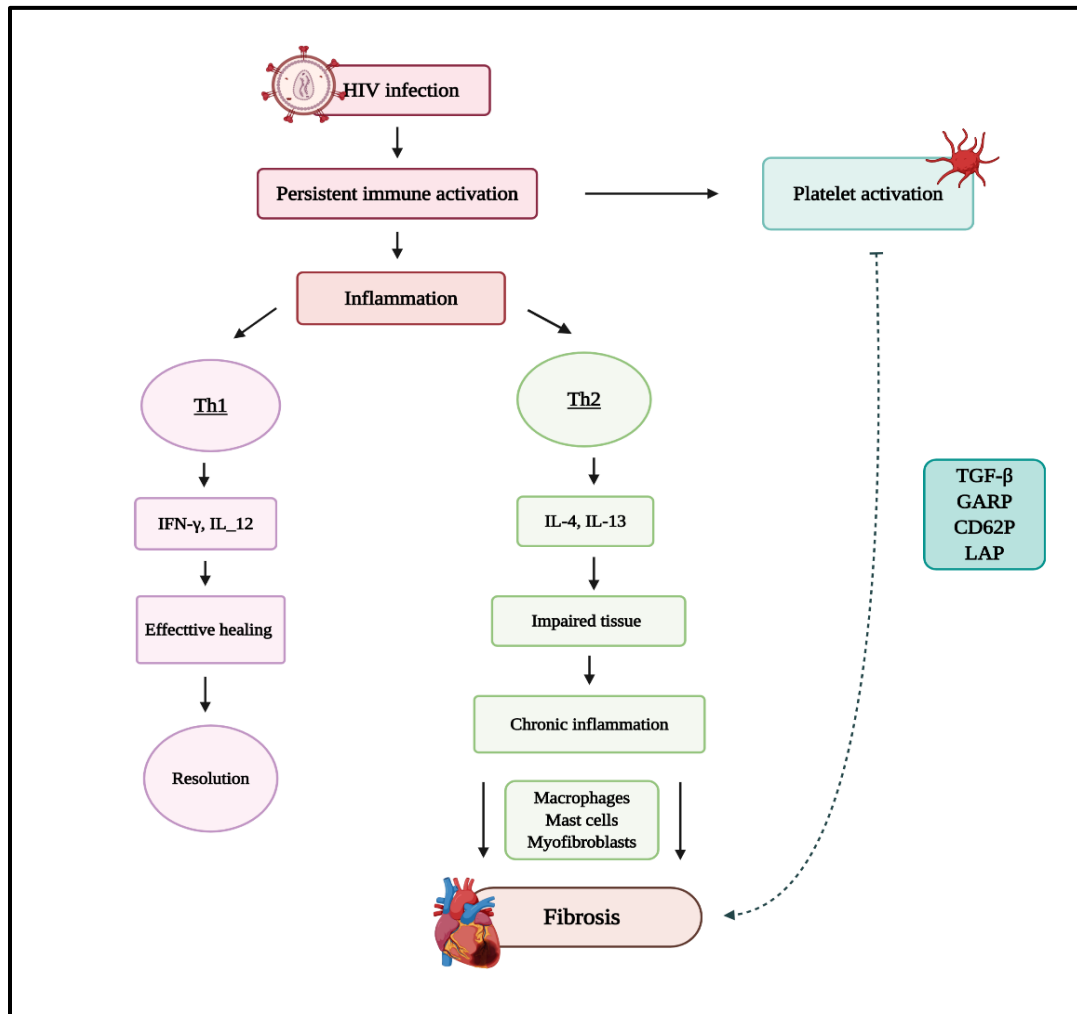 HIV infection
Persistent immune activation
Platelet activation
Inflammation
Th1
Th2
IFN-γ, IL_12
IL-4, IL-13
TGF-β
GARP
CD62P
LAP
Effecttive healing
Impaired tissue
Chronic inflammation
Resolution
Macrophages
Mast cells
Myofibroblasts
Fibrosis